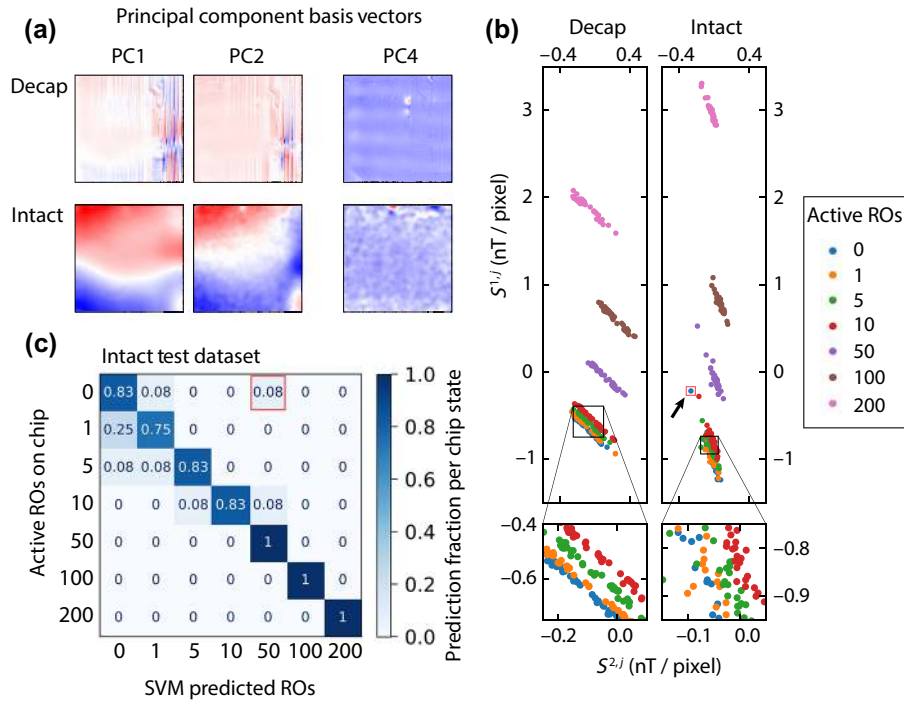 Principal component basis vectors
(a)
PC1 PC2 PC4
Decap
Intact
(b)
Decap Intact
−0.4 0.0 0.4 −0.4 0.0 0.4
3 3
2 2
1 1
0 0
−1 −1
S1,j (nT / pixel)
Active ROs
0
1
5
10
50
100
200
−0.4
−0.6
−0.8
−0.9
−0.2 0.0 −0.1 0.0
S2,j (nT / pixel)
(c)
Intact test dataset
0 0.83 0.08 0 0 0.08 0 0
1 0.25 0.75 0 0 0 0 0
5 0.08 0.08 0.83 0 0 0 0
10 0 0 0.08 0.83 0.08 0 0
50 0 0 0 0 1 0 0
100 0 0 0 0 0 1 0
200 0 0 0 0 0 0 1
0 1 5 10 50 100 200
Active ROs on chip
SVM predicted ROs
1.0
0.8
0.6
0.4
0.2
0.0
Prediction fraction per chip state